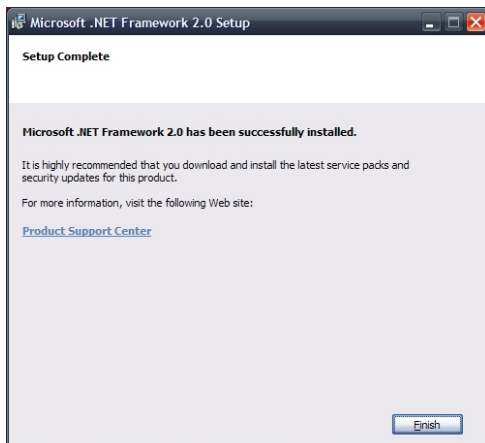 Microsoft .NET Framework 2.0 Setup
Setup Complete
Microsoft .NET Framework 2.0 has been successfully installed.
It is highly recommended that you download and install the latest service packs and
security updates for this product.
For more information, visit the following Web site:
Product Support Center
Finish